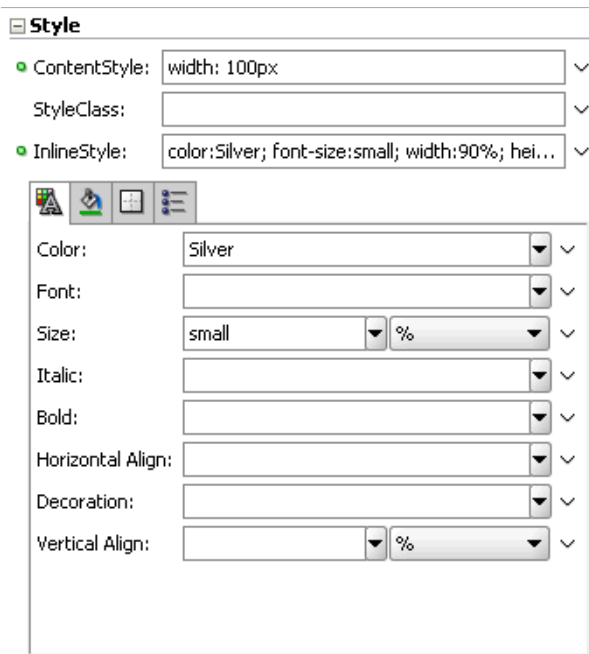 Style
ContentStyle: width: 100px
StyleClass:
InlineStyle: color:Silver; font-size:small; width:90%; hei...
Color: Silver
Font:
Size: small %
Italic:
Bold:
Horizontal Align:
Decoration:
Vertical Align: %